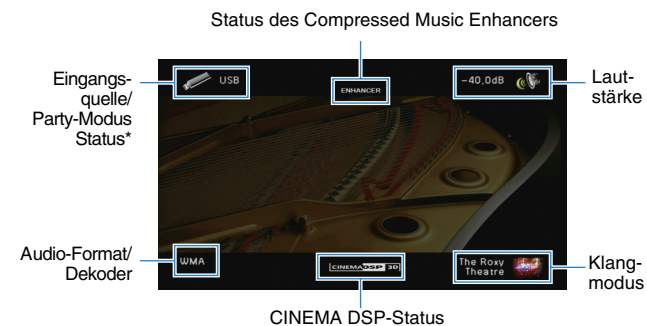 Status des Compressed Music Enhancers
Eingangs-
quelle/
Party-Modus
Status*
USB
ENHANCER
-40,0dB
Laut-
stärke
Audio-Format/
Dekoder
WMA
CINEMA DSP 3D
The Roxy
Theatre
Klang-
modus
CINEMA DSP-Status